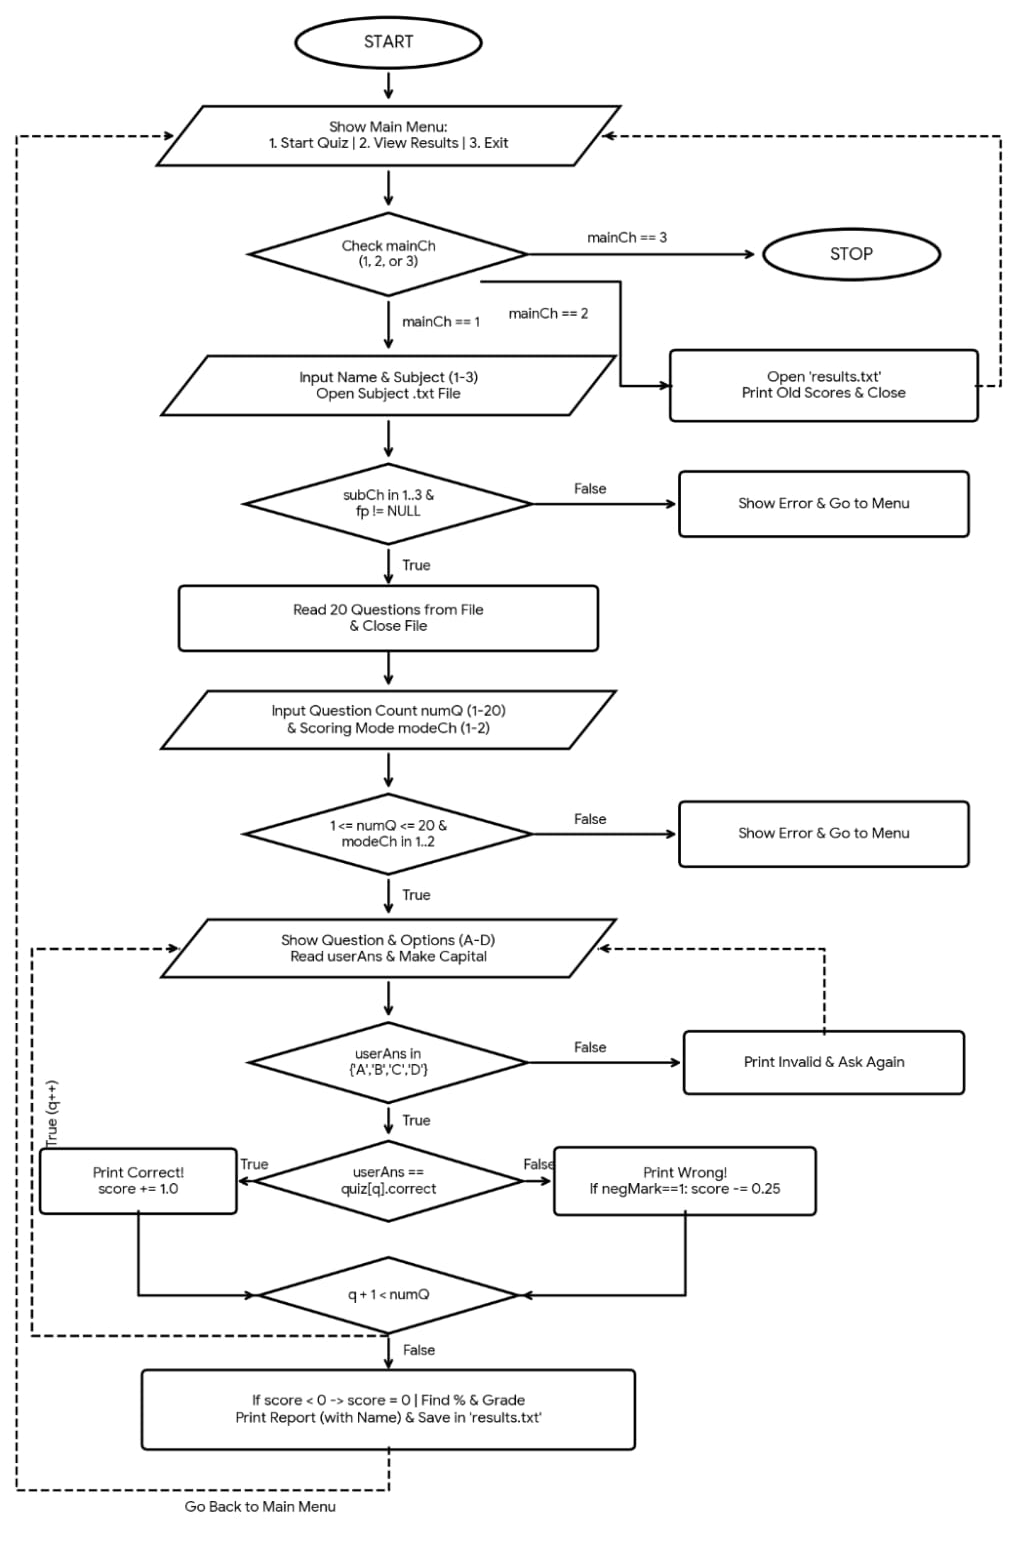 START
Show Main Menu:
1. Start Quiz | 2. View Results | 3. Exit
Check mainCh
(1, 2, or 3)
mainCh == 3
STOP
mainCh == 1
mainCh == 2
Input Name & Subject (1-3)
Open Subject .txt File
Open 'results.txt'
Print Old Scores & Close
subCh in 1..3 &
fp != NULL
False
Show Error & Go to Menu
True
Read 20 Questions from File
& Close File
Input Question Count numQ (1-20)
& Scoring Mode modeCh (1-2)
1 <= numQ <= 20 &
modeCh in 1..2
False
Show Error & Go to Menu
True
Show Question & Options (A-D)
Read userAns & Make Capital
userAns in
{'A','B','C','D'}
False
Print Invalid & Ask Again
True
True (q++)
Print Correct!
score += 1.0
True
userAns ==
quiz[q].correct
False
Print Wrong!
If negMark==1: score -= 0.25
q + 1 < numQ
False
If score < 0 -> score = 0 | Find % & Grade
Print Report (with Name) & Save in 'results.txt'
Go Back to Main Menu